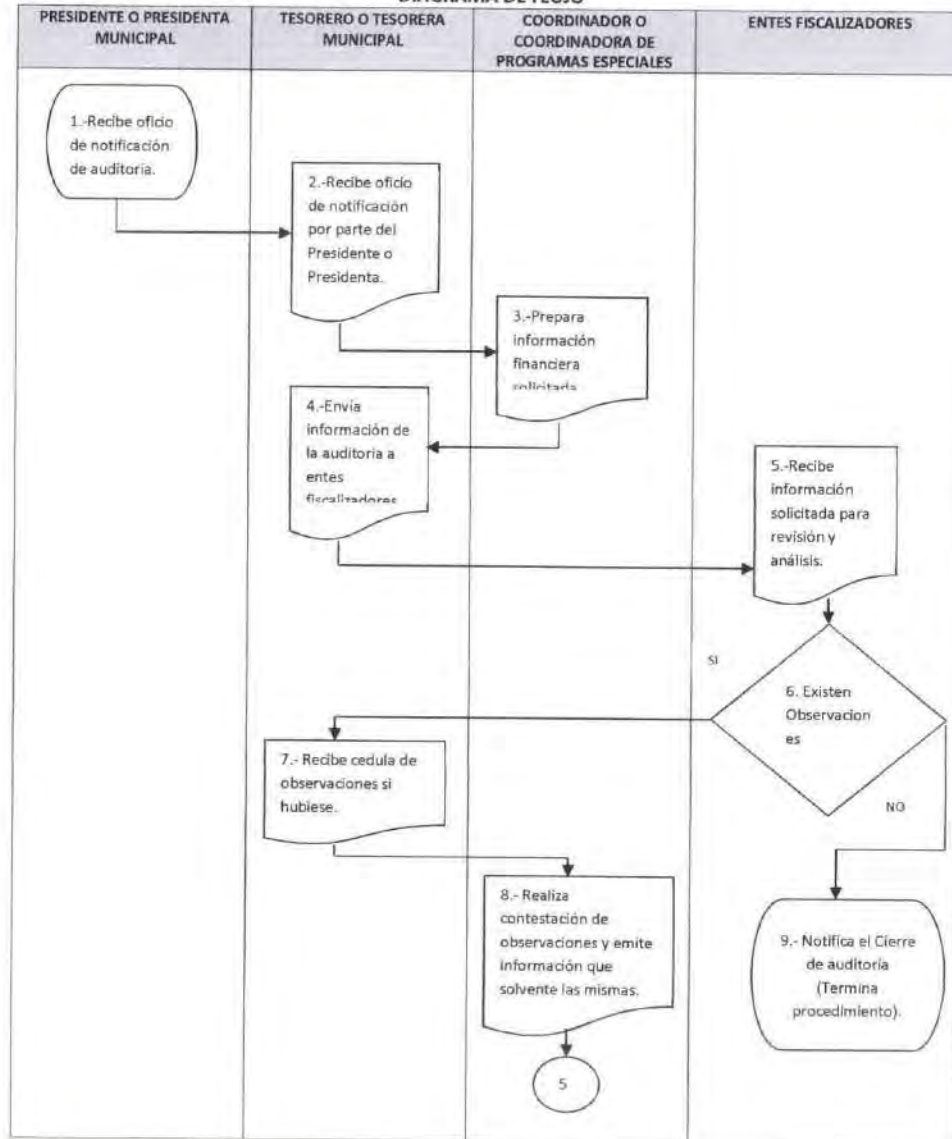 PRESIDENTE O PRESIDENTA
MUNICIPAL
TESORERO O TESORERA
MUNICIPAL
COORDINADOR O
COORDINADORA DE
PROGRAMAS ESPECIALES
ENTES FISCALIZADORES
1.-Recibe oficio
de notificación
de auditoría.
2.-Recibe oficio
de notificación
por parte del
Presidente o
Presidenta.
3.-Prepara
información
financiera
solicitada
4.-Envía
información de
la auditoria a
entes
fiscalizadores
5.-Recibe
información
solicitada para
revisión y
análisis.
SI
6. Existen
Observacion
es
NO
7.- Recibe cedula de
observaciones si
hubiese.
8.- Realiza
contestación de
observaciones y emite
información que
solvente las mismas.
9.- Notifica el Cierre
de auditoría
(Termina
procedimiento).
5